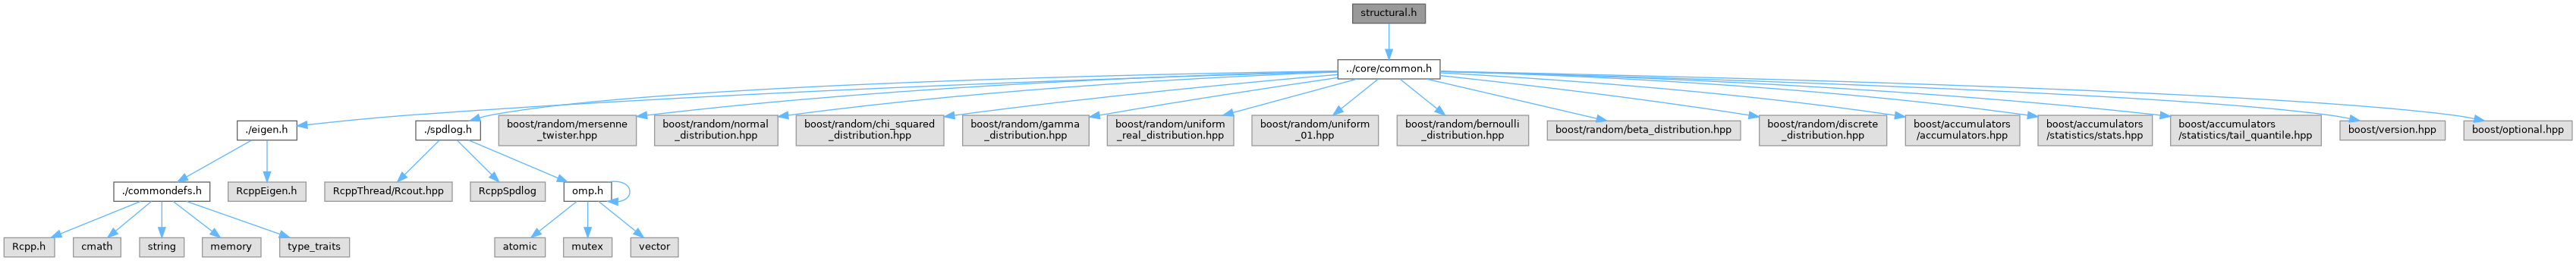 structural.h
../core/common.h
./eigen.h
./spdlog.h
boost/random/mersenne
_twister.hpp
boost/random/normal
_distribution.hpp
boost/random/chi_squared
_distribution.hpp
boost/random/gamma
_distribution.hpp
boost/random/uniform
_real_distribution.hpp
boost/random/uniform
_01.hpp
boost/random/bernoulli
_distribution.hpp
boost/random/beta_distribution.hpp
boost/random/discrete
_distribution.hpp
boost/accumulators
/accumulators.hpp
boost/accumulators
/statistics/stats.hpp
boost/accumulators
/statistics/tail_quantile.hpp
boost/version.hpp
boost/optional.hpp
./commondefs.h
RcppEigen.h
RcppThread/Rcout.hpp
RcppSpdlog
omp.h
Rcpp.h
cmath
string
memory
type_traits
atomic
mutex
vector